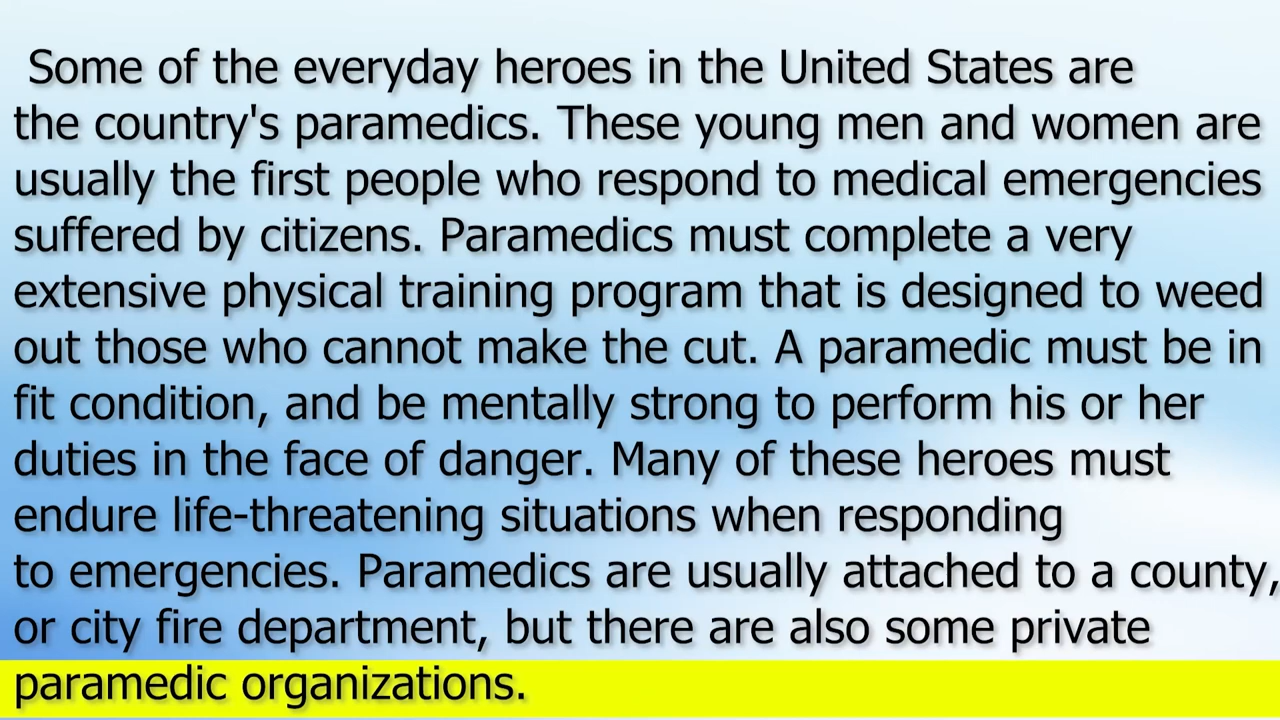 Some of the everyday heroes in the United States are
the country's paramedics. These young men and women are
usually the first people who respond to medical emergencies
suffered by citizens. Paramedics must complete a very
extensive physical training program that is designed to weed
out those who cannot make the cut. A paramedic must be in
fit condition, and be mentally strong to perform his or her
duties in the face of danger. Many of these heroes must
endure life-threatening situations when responding
to emergencies. Paramedics are usually attached to a county,
or city fire department, but there are also some private
paramedic organizations.